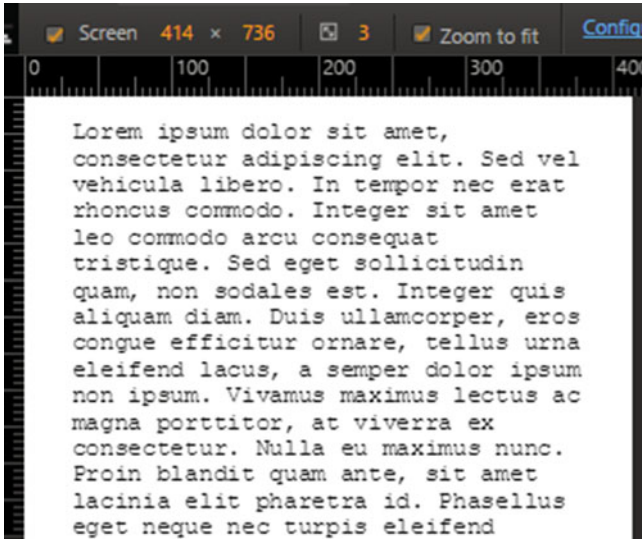 Screen 414 × 736 3 Zoom to fit
0 100 200 300 400
Lorem ipsum dolor sit amet,
consectetur adipiscing elit. Sed vel
vehicula libero. In tempor nec erat
rhoncus commodo. Integer sit amet
leo commodo arcu consequat
tristique. Sed eget sollicitudin
quam, non sodales est. Integer quis
aliquam diam. Duis ullamcorper, eros
congue efficitur ornare, tellus urna
eleifend lacus, a semper dolor ipsum
non ipsum. Vivamus maximus lectus ac
magna porttitor, at viverra ex
consectetur. Nulla eu maximus nunc.
Proin blandit quam ante, sit amet
lacinia elit pharetra id. Phasellus
eget neque nec turpis eleifend